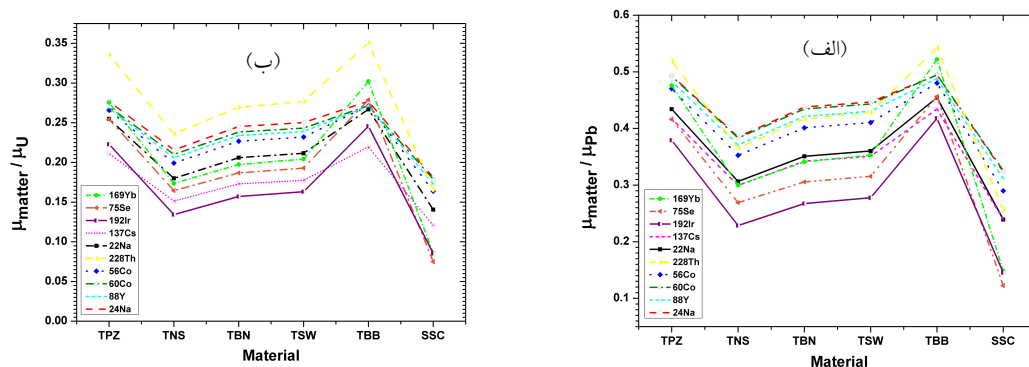 (ب)
μmatter / μU
0.35
0.30
0.25
0.20
0.15
0.10
0.05
0.00
169Yb
75Se
192Ir
137Cs
22Na
228Th
56Co
60Co
88Y
24Na
TPZ TNS TBN TSW TBB SSC
Material
(الف)
μmatter / μPb
0.6
0.5
0.4
0.3
0.2
0.1
169Yb
75Se
192Ir
137Cs
22Na
228Th
56Co
60Co
88Y
24Na
TPZ TNS TBN TSW TBB SSC
Material